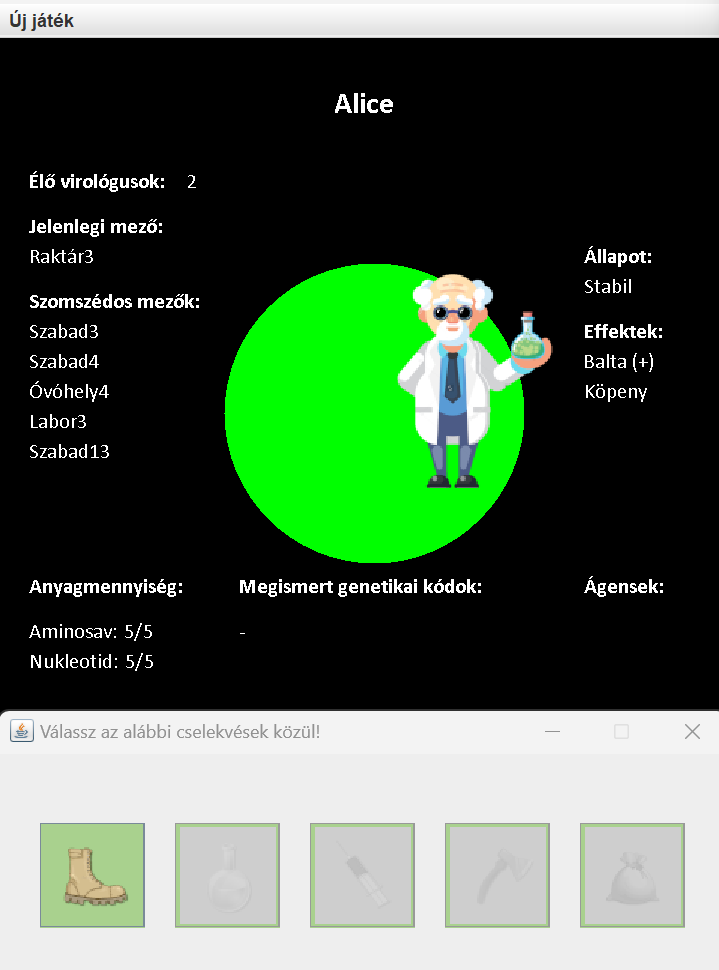 Új játék
Alice
Élő virológusok: 2
Jelenlegi mező:
Raktár3
Szomszédos mezők:
Szabad3
Szabad4
Óvóhely4
Labor3
Szabad13
Állapot:
Stabil
Effektek:
Balta (+)
Köpeny
Anyagmennyiség:
Aminosav: 5/5
Nukleotid: 5/5
Megismert genetikai kódok:
-
Ágensek:
Válassz az alábbi cselekvések közül!